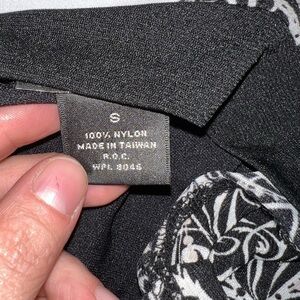 S
100% NYLON
MADE IN TAIWAN
R.O.C.
WPL 8046